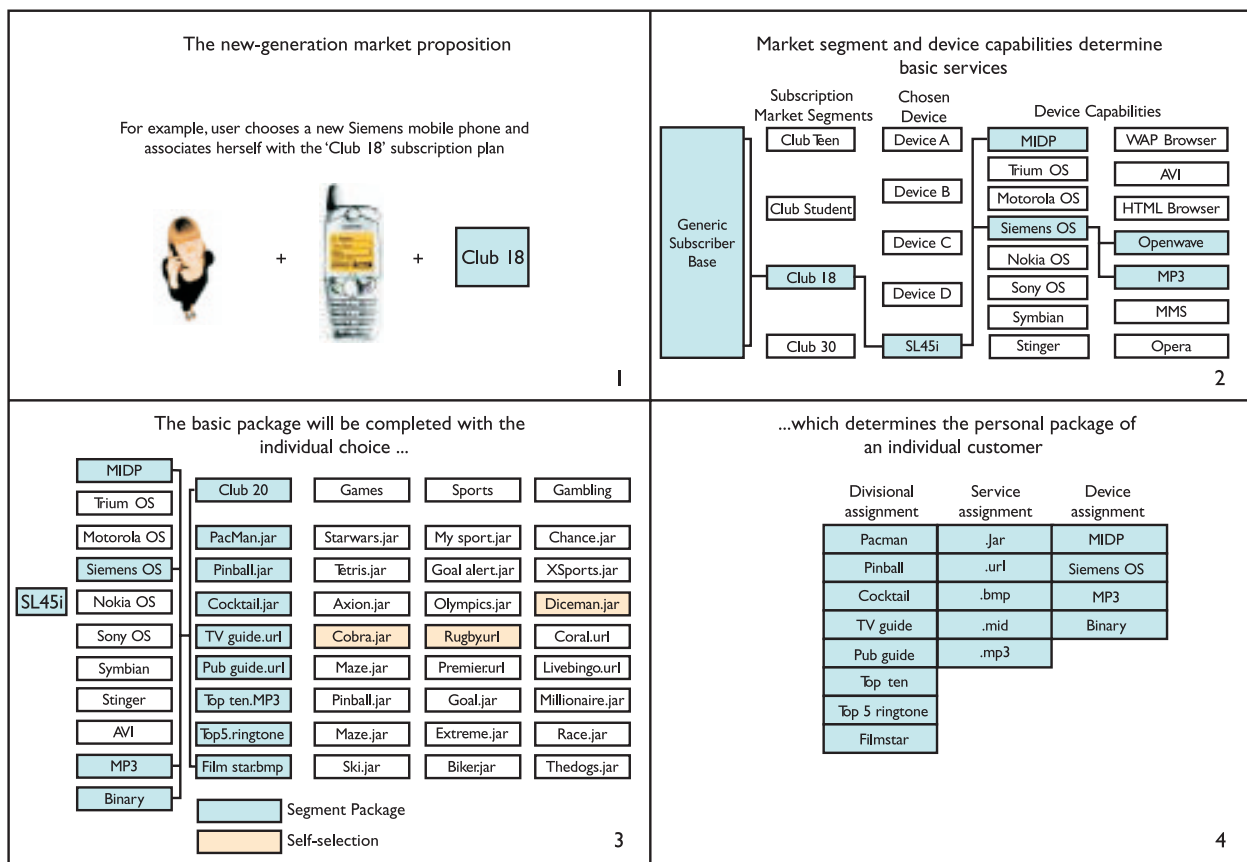 The new-generation market proposition
For example, user chooses a new Siemens mobile phone and
associates herself with the ‘Club 18’ subscription plan
+
+
Club 18
1
Market segment and device capabilities determine
basic services
Subscription
Market Segments
Chosen
Device
Device Capabilities
Generic
Subscriber
Base
Club Teen
Club Student
Club 18
Club 30
Device A
Device B
Device C
Device D
SL45i
MIDP
Trium OS
Motorola OS
Siemens OS
Nokia OS
Sony OS
Symbian
Stinger
WAP Browser
AVI
HTML Browser
Openwave
MP3
MMS
Opera
2
The basic package will be completed with the
individual choice ...
SL45i
MIDP
Trium OS
Motorola OS
Siemens OS
Nokia OS
Sony OS
Symbian
Stinger
AVI
MP3
Binary
Club 20
PacMan.jar
Pinball.jar
Cocktail.jar
TV guide.url
Pub guide.url
Top ten.MP3
Top5.ringtone
Film star.bmp
Games
Starwars.jar
Tetris.jar
Axion.jar
Cobra.jar
Maze.jar
Pinball.jar
Maze.jar
Ski.jar
Sports
My sport.jar
Goal alert.jar
Olympics.jar
Rugby.url
Premier.url
Goal.jar
Extreme.jar
Biker.jar
Gambling
Chance.jar
XSports.jar
Diceman.jar
Coral.url
Livebingo.url
Millionaire.jar
Race.jar
Thedogs.jar
Segment Package
Self-selection
3
...which determines the personal package of
an individual customer
Divisional
assignment
Pacman
Pinball
Cocktail
TV guide
Pub guide
Top ten
Top 5 ringtone
Filmstar
Service
assignment
.Jar
.url
.bmp
.mid
.mp3
Device
assignment
MIDP
Siemens OS
MP3
Binary
4